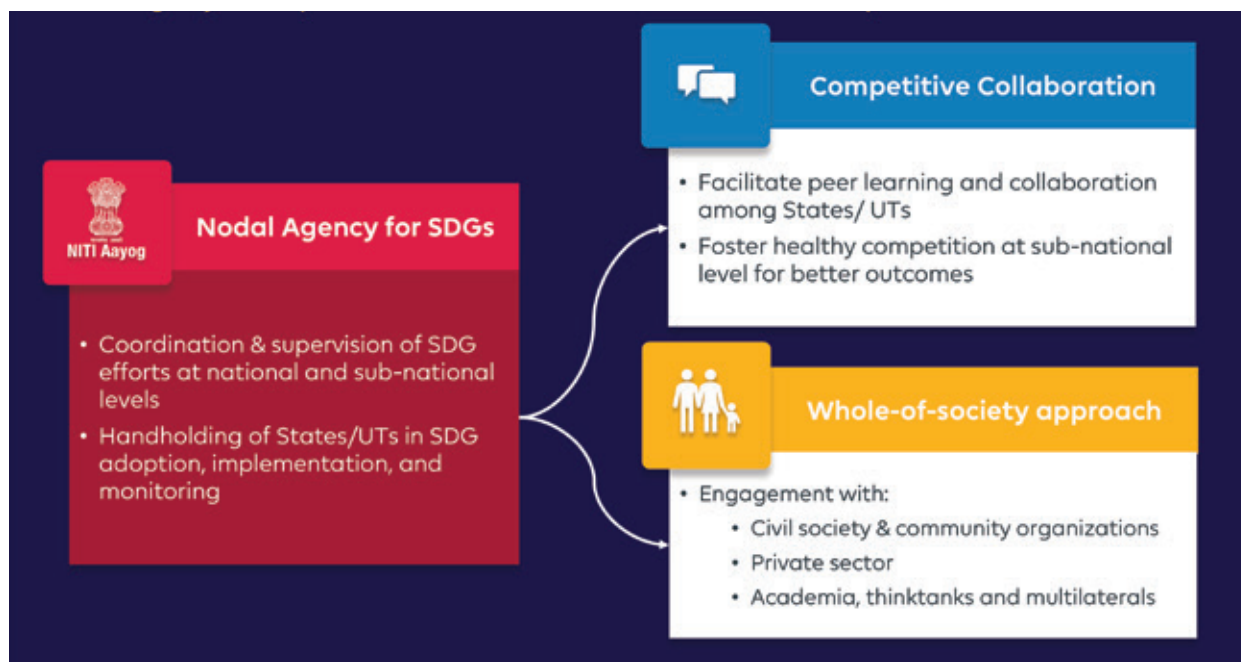 NITI Aayog
Nodal Agency for SDGs
• Coordination & supervision of SDG
efforts at national and sub-national
levels
• Handholding of States/UTs in SDG
adoption, implementation, and
monitoring
Competitive Collaboration
• Facilitate peer learning and collaboration
among States/ UTs
• Foster healthy competition at sub-national
level for better outcomes
Whole-of-society approach
• Engagement with:
• Civil society & community organizations
• Private sector
• Academia, thinktanks and multilaterals